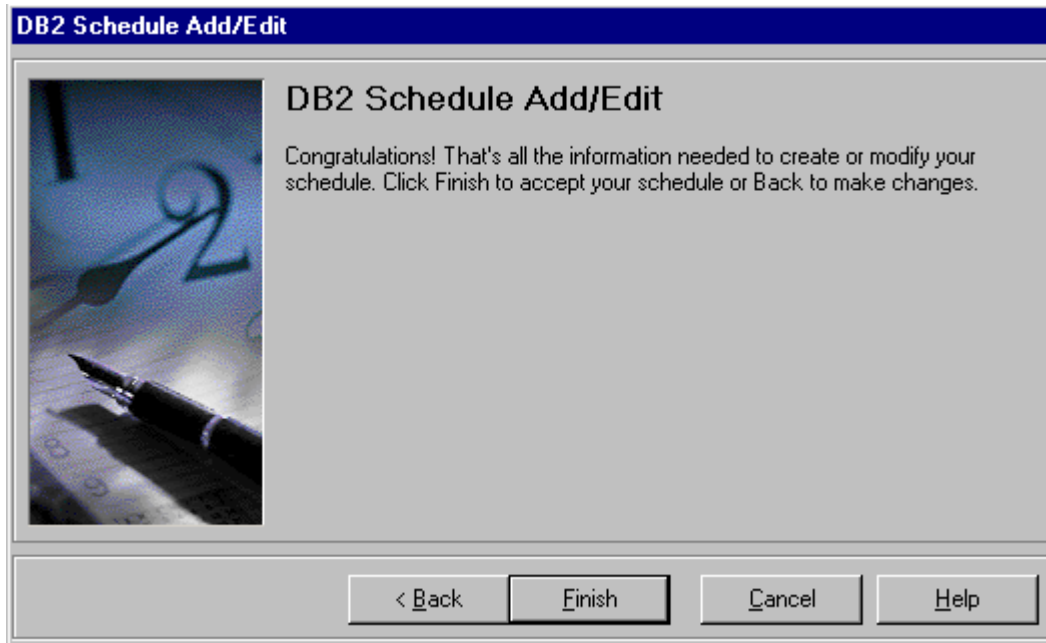 DB2 Schedule Add/Edit
DB2 Schedule Add/Edit
Congratulations! That's all the information needed to create or modify your
schedule. Click Finish to accept your schedule or Back to make changes.
2
< Back Finish Cancel Help